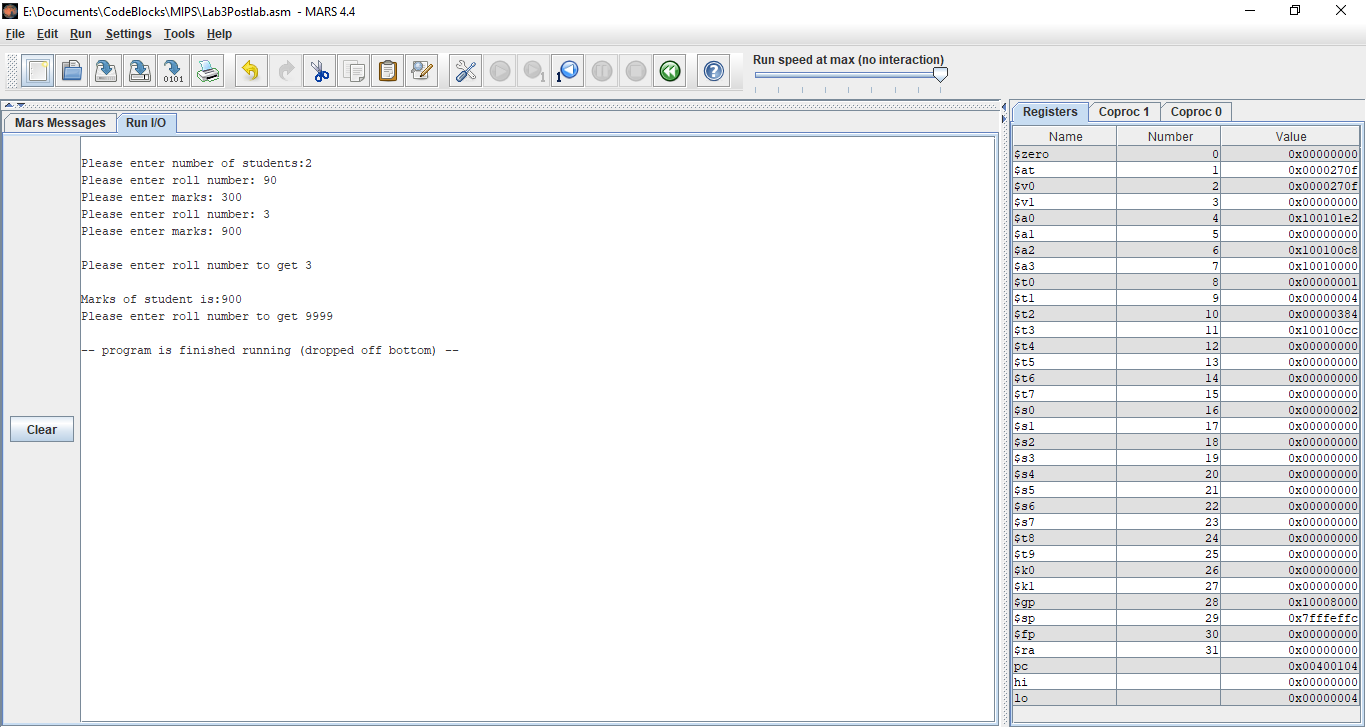 E:\Documents\CodeBlocks\MIPS\Lab3Postlab.asm - MARS 4.4
File Edit Run Settings Tools Help
Run speed at max (no interaction)
0101
1
1
Mars Messages Run I/O
Please enter number of students:2
Please enter roll number: 90
Please enter marks: 300
Please enter roll number: 3
Please enter marks: 900
Please enter roll number to get 3
Marks of student is:900
Please enter roll number to get 9999
-- program is finished running (dropped off bottom) --
Clear
Registers Coproc 1 Coproc 0
Name Number Value
$zero 0 0x00000000
$at 1 0x0000270f
$v0 2 0x0000270f
$v1 3 0x00000000
$a0 4 0x100101e2
$a1 5 0x00000000
$a2 6 0x100100c8
$a3 7 0x10010000
$t0 8 0x00000001
$t1 9 0x00000004
$t2 10 0x00000384
$t3 11 0x100100cc
$t4 12 0x00000000
$t5 13 0x00000000
$t6 14 0x00000000
$t7 15 0x00000000
$s0 16 0x00000002
$s1 17 0x00000000
$s2 18 0x00000000
$s3 19 0x00000000
$s4 20 0x00000000
$s5 21 0x00000000
$s6 22 0x00000000
$s7 23 0x00000000
$t8 24 0x00000000
$t9 25 0x00000000
$k0 26 0x00000000
$k1 27 0x00000000
$gp 28 0x10008000
$sp 29 0x7fffeffc
$fp 30 0x00000000
$ra 31 0x00000000
pc 0x00400104
hi 0x00000000
lo 0x00000004